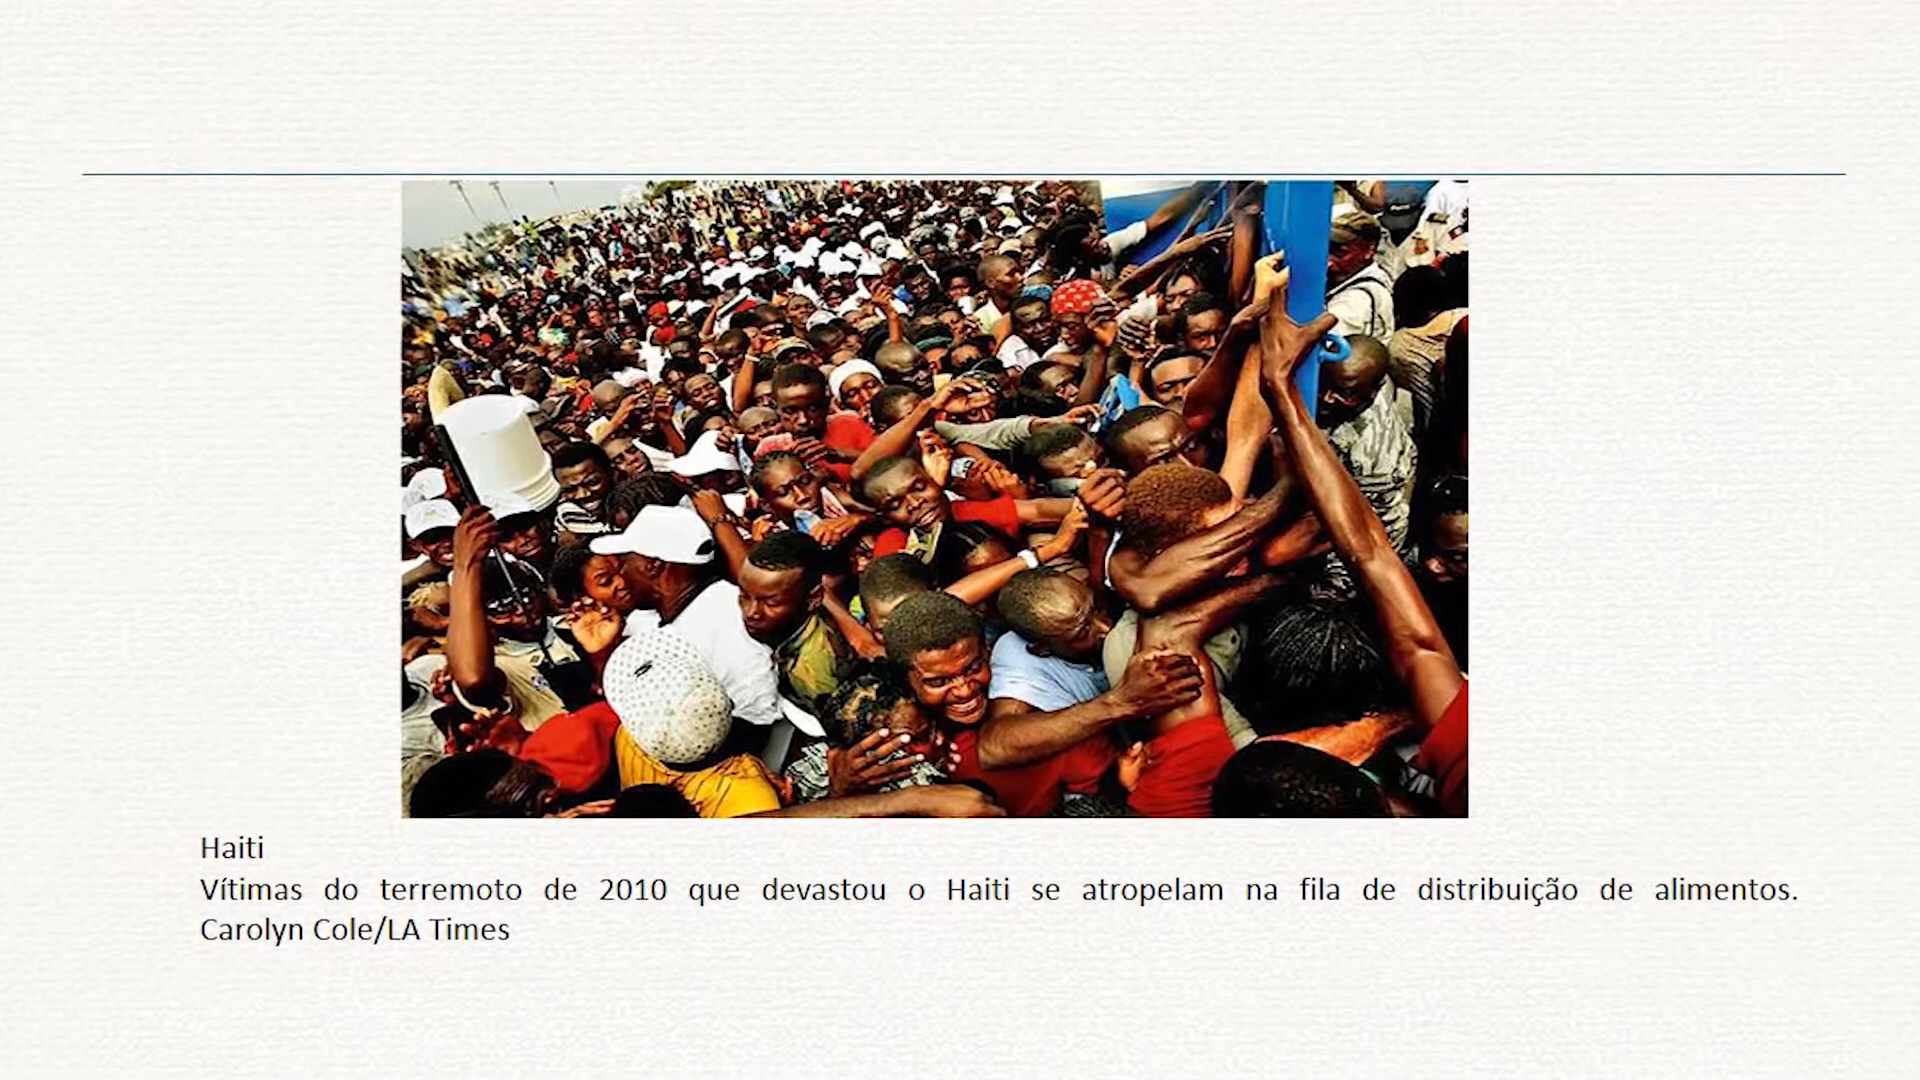 Haiti
Vítimas do terremoto de 2010 que devastou o Haiti se atropelam na fila de distribuição de alimentos.
Carolyn Cole/LA Times